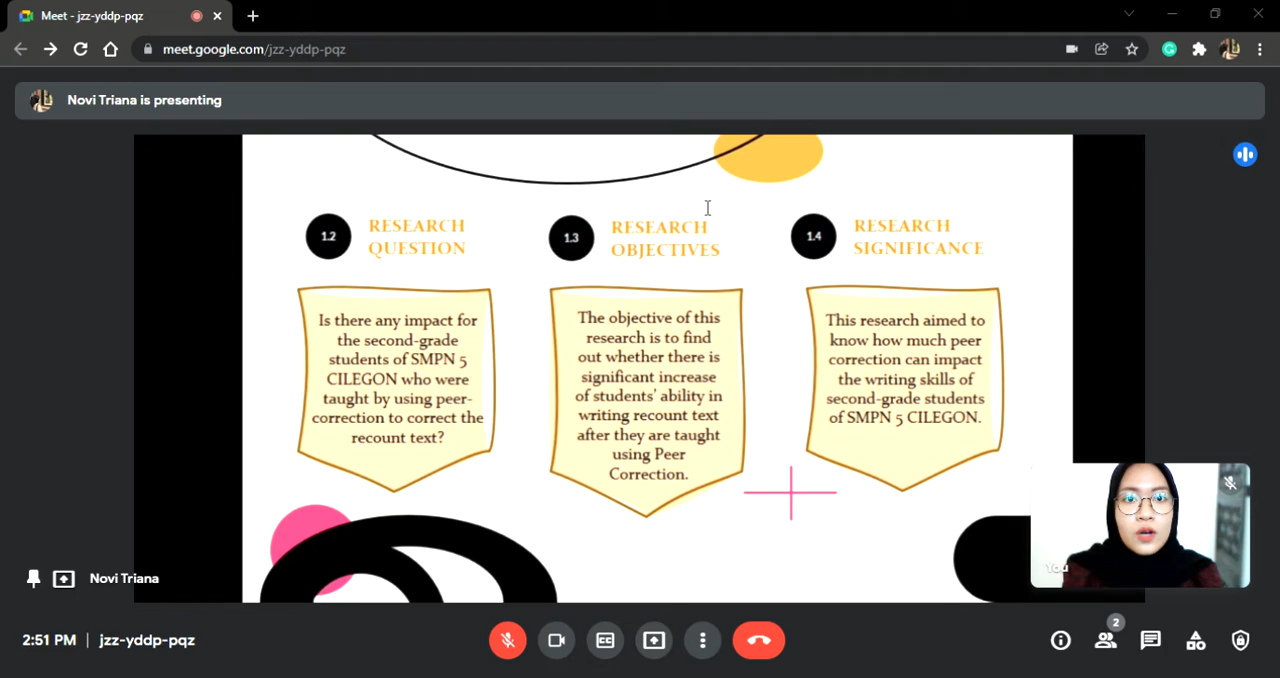 Meet - jzz-yddp-pqz
meet.google.com/jzz-yddp-pqz
Novi Triana is presenting
1.2
RESEARCH
QUESTION
Is there any impact for
the second-grade
students of SMPN 5
CILEGON who were
taught by using peer-
correction to correct the
recount text?
1.3
RESEARCH
OBJECTIVES
The objective of this
research is to find
out whether there is
significant increase
of students' ability in
writing recount text
after they are taught
using Peer
Correction.
1.4
RESEARCH
SIGNIFICANCE
This research aimed to
know how much peer
correction can impact
the writing skills of
second-grade students
of SMPN 5 CILEGON.
You
Novi Triana
2:51 PM
jzz-yddp-pqz
2